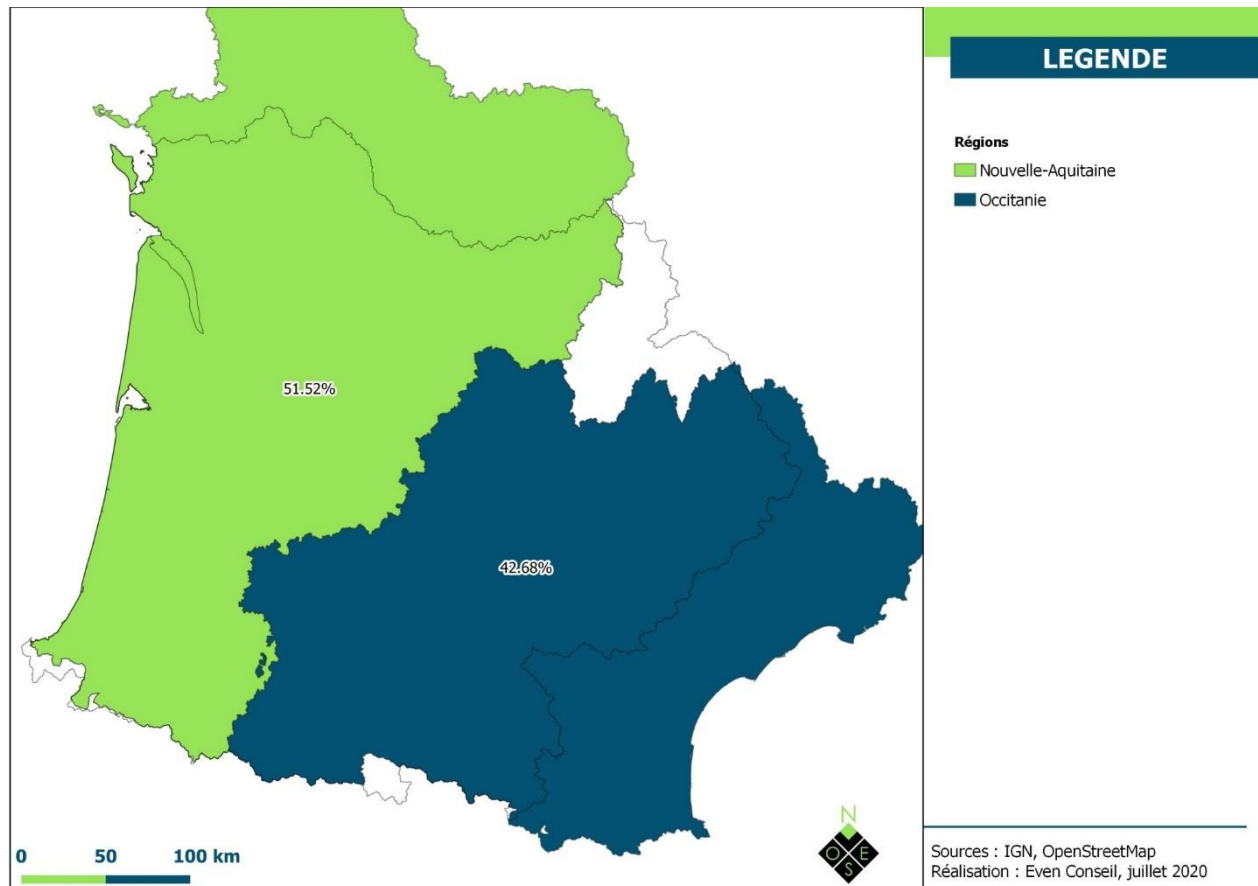 LEGENDE
Régions
Nouvelle-Aquitaine
Occitanie
51.52%
42.68%
0 50 100 km
N
O E
S
Sources : IGN, OpenStreetMap
Réalisation : Even Conseil, juillet 2020